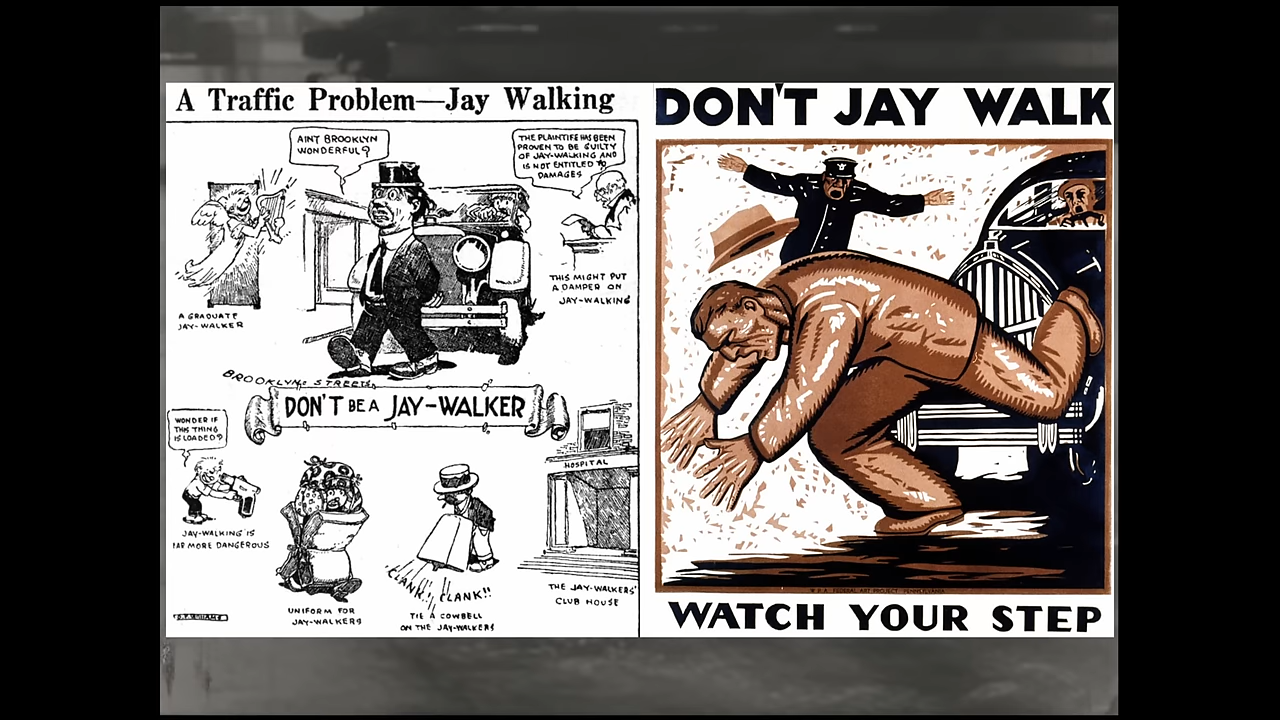 A Traffic Problem—Jay Walking
AINT BROOKLYN
WONDERFUL?
THE PLAINTIFF HAS BEEN
PROVEN TO BE GUILTY
OF JAY-WALKING AND
IS NOT ENTITLED TO
DAMAGES
A GRADUATE
JAY-WALKER
THIS MIGHT PUT
A DAMPER ON
JAY-WALKING
BROOKLYN STREETS
DON'T BE A JAY-WALKER
WONDER IF
THIS THING
IS LOADED?
JAY-WALKING IS
FAR MORE DANGEROUS
UNIFORM FOR
JAY-WALKERS
CLANK!! CLANK!!
TIE A COWBELL
ON THE JAY-WALKERS
HOSPITAL
THE JAY-WALKERS'
CLUB HOUSE
DON'T JAY WALK
W.P.A. FEDERAL ART PROJECT PENNSYLVANIA
WATCH YOUR STEP